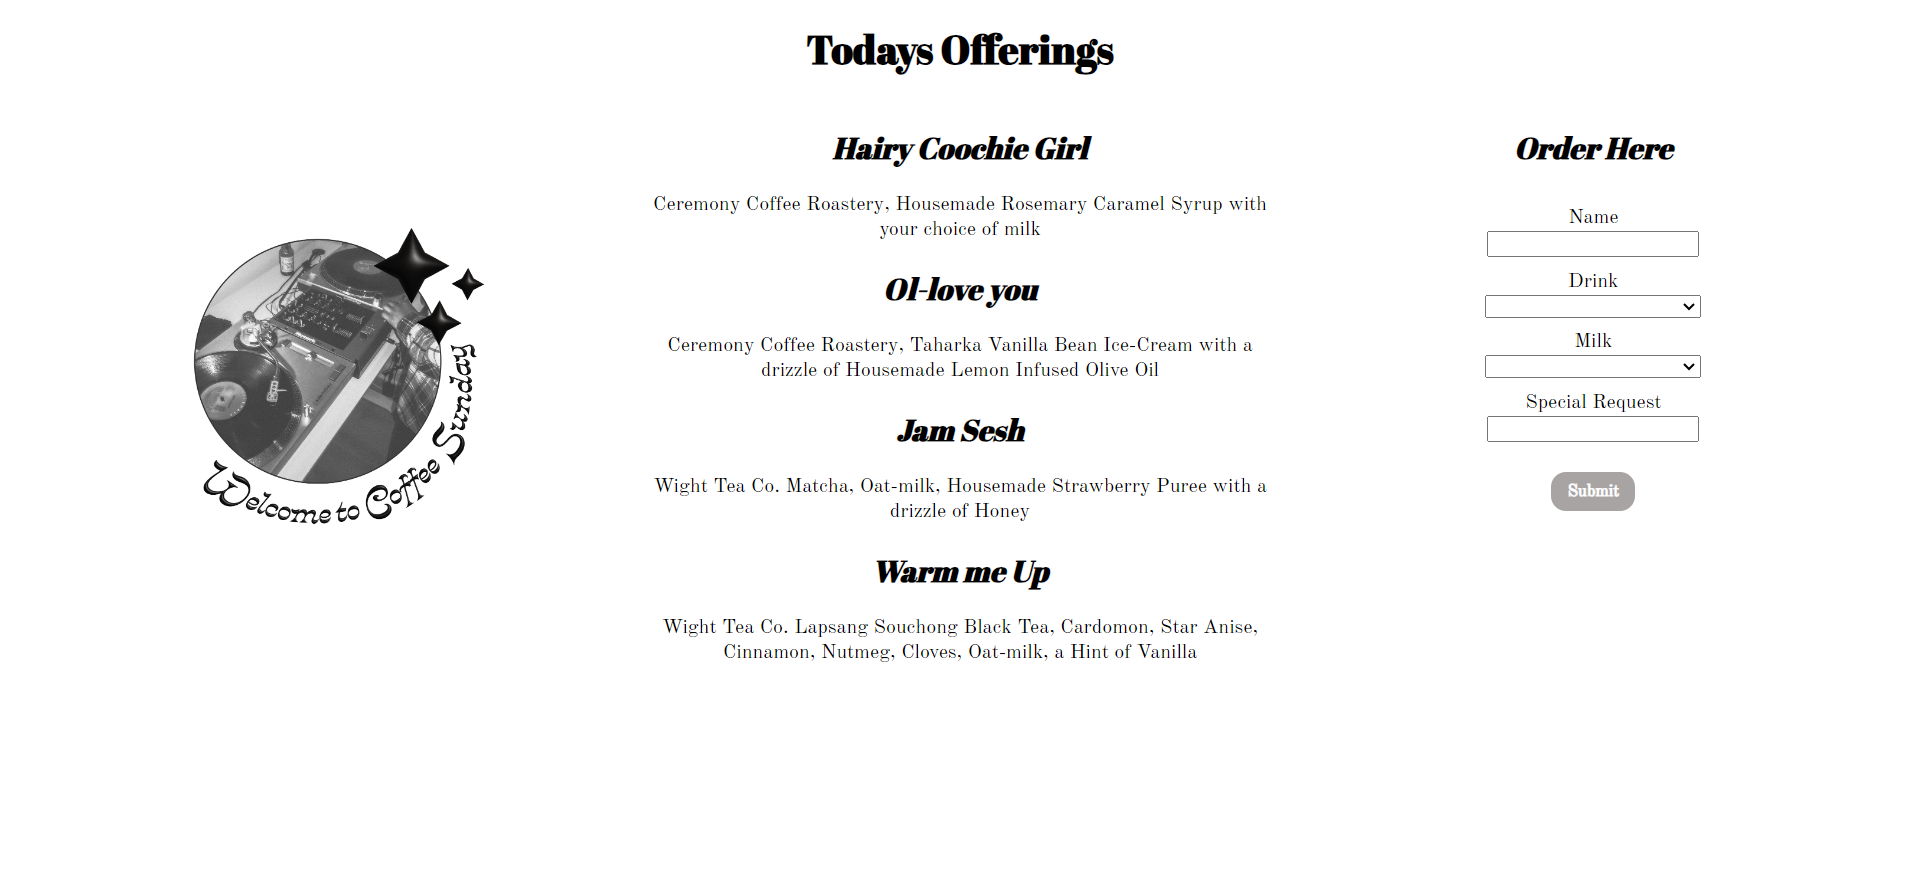 Todays Offerings
Welcome to Coffee Sunday
Hairy Coochie Girl
Ceremony Coffee Roastery, Housemade Rosemary Caramel Syrup with
your choice of milk
Ol-love you
Ceremony Coffee Roastery, Taharka Vanilla Bean Ice-Cream with a
drizzle of Housemade Lemon Infused Olive Oil
Jam Sesh
Wight Tea Co. Matcha, Oat-milk, Housemade Strawberry Puree with a
drizzle of Honey
Warm me Up
Wight Tea Co. Lapsang Souchong Black Tea, Cardomon, Star Anise,
Cinnamon, Nutmeg, Cloves, Oat-milk, a Hint of Vanilla
Order Here
Name
Drink
Milk
Special Request
Submit